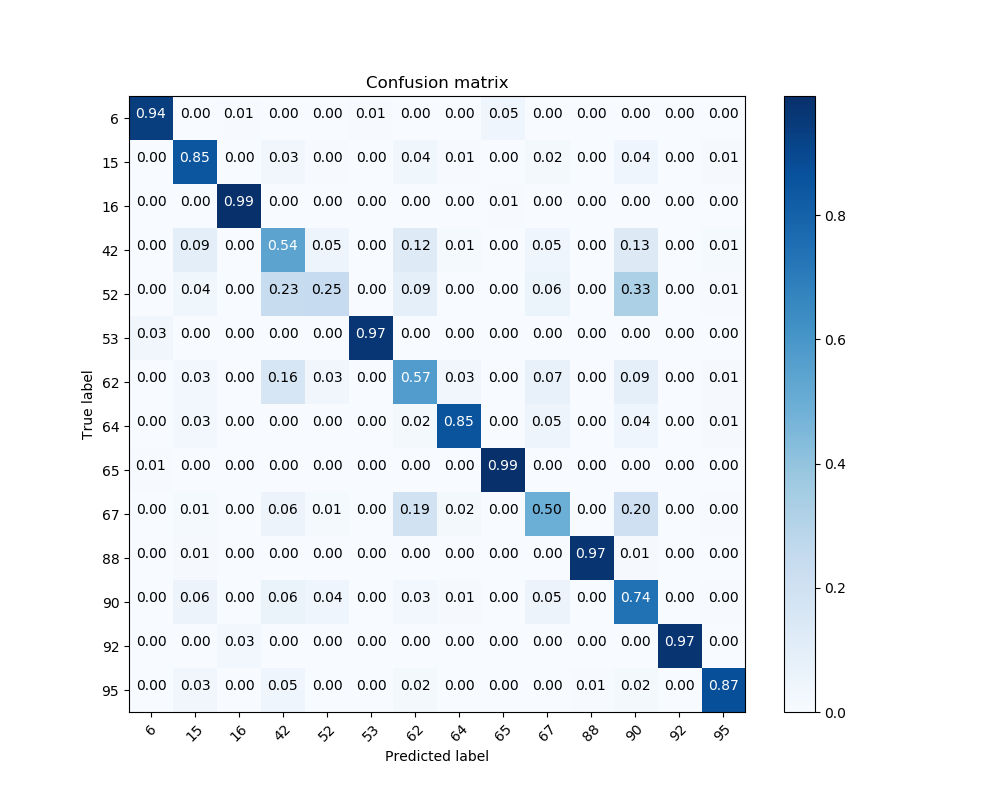 Confusion matrix
6 0.94 0.00 0.01 0.00 0.00 0.01 0.00 0.00 0.05 0.00 0.00 0.00 0.00 0.00
15 0.00 0.85 0.00 0.03 0.00 0.00 0.04 0.01 0.00 0.02 0.00 0.04 0.00 0.01
16 0.00 0.00 0.99 0.00 0.00 0.00 0.00 0.00 0.01 0.00 0.00 0.00 0.00 0.00
42 0.00 0.09 0.00 0.54 0.05 0.00 0.12 0.01 0.00 0.05 0.00 0.13 0.00 0.01
52 0.00 0.04 0.00 0.23 0.25 0.00 0.09 0.00 0.00 0.06 0.00 0.33 0.00 0.01
53 0.03 0.00 0.00 0.00 0.00 0.97 0.00 0.00 0.00 0.00 0.00 0.00 0.00 0.00
62 0.00 0.03 0.00 0.16 0.03 0.00 0.57 0.03 0.00 0.07 0.00 0.09 0.00 0.01
64 0.00 0.03 0.00 0.00 0.00 0.00 0.02 0.85 0.00 0.05 0.00 0.04 0.00 0.01
65 0.01 0.00 0.00 0.00 0.00 0.00 0.00 0.00 0.99 0.00 0.00 0.00 0.00 0.00
67 0.00 0.01 0.00 0.06 0.01 0.00 0.19 0.02 0.00 0.50 0.00 0.20 0.00 0.00
88 0.00 0.01 0.00 0.00 0.00 0.00 0.00 0.00 0.00 0.00 0.97 0.01 0.00 0.00
90 0.00 0.06 0.00 0.06 0.04 0.00 0.03 0.01 0.00 0.05 0.00 0.74 0.00 0.00
92 0.00 0.00 0.03 0.00 0.00 0.00 0.00 0.00 0.00 0.00 0.00 0.00 0.97 0.00
95 0.00 0.03 0.00 0.05 0.00 0.00 0.02 0.00 0.00 0.00 0.01 0.02 0.00 0.87
6 15 16 42 52 53 62 64 65 67 88 90 92 95
Predicted label
True label
0.8
0.6
0.4
0.2
0.0